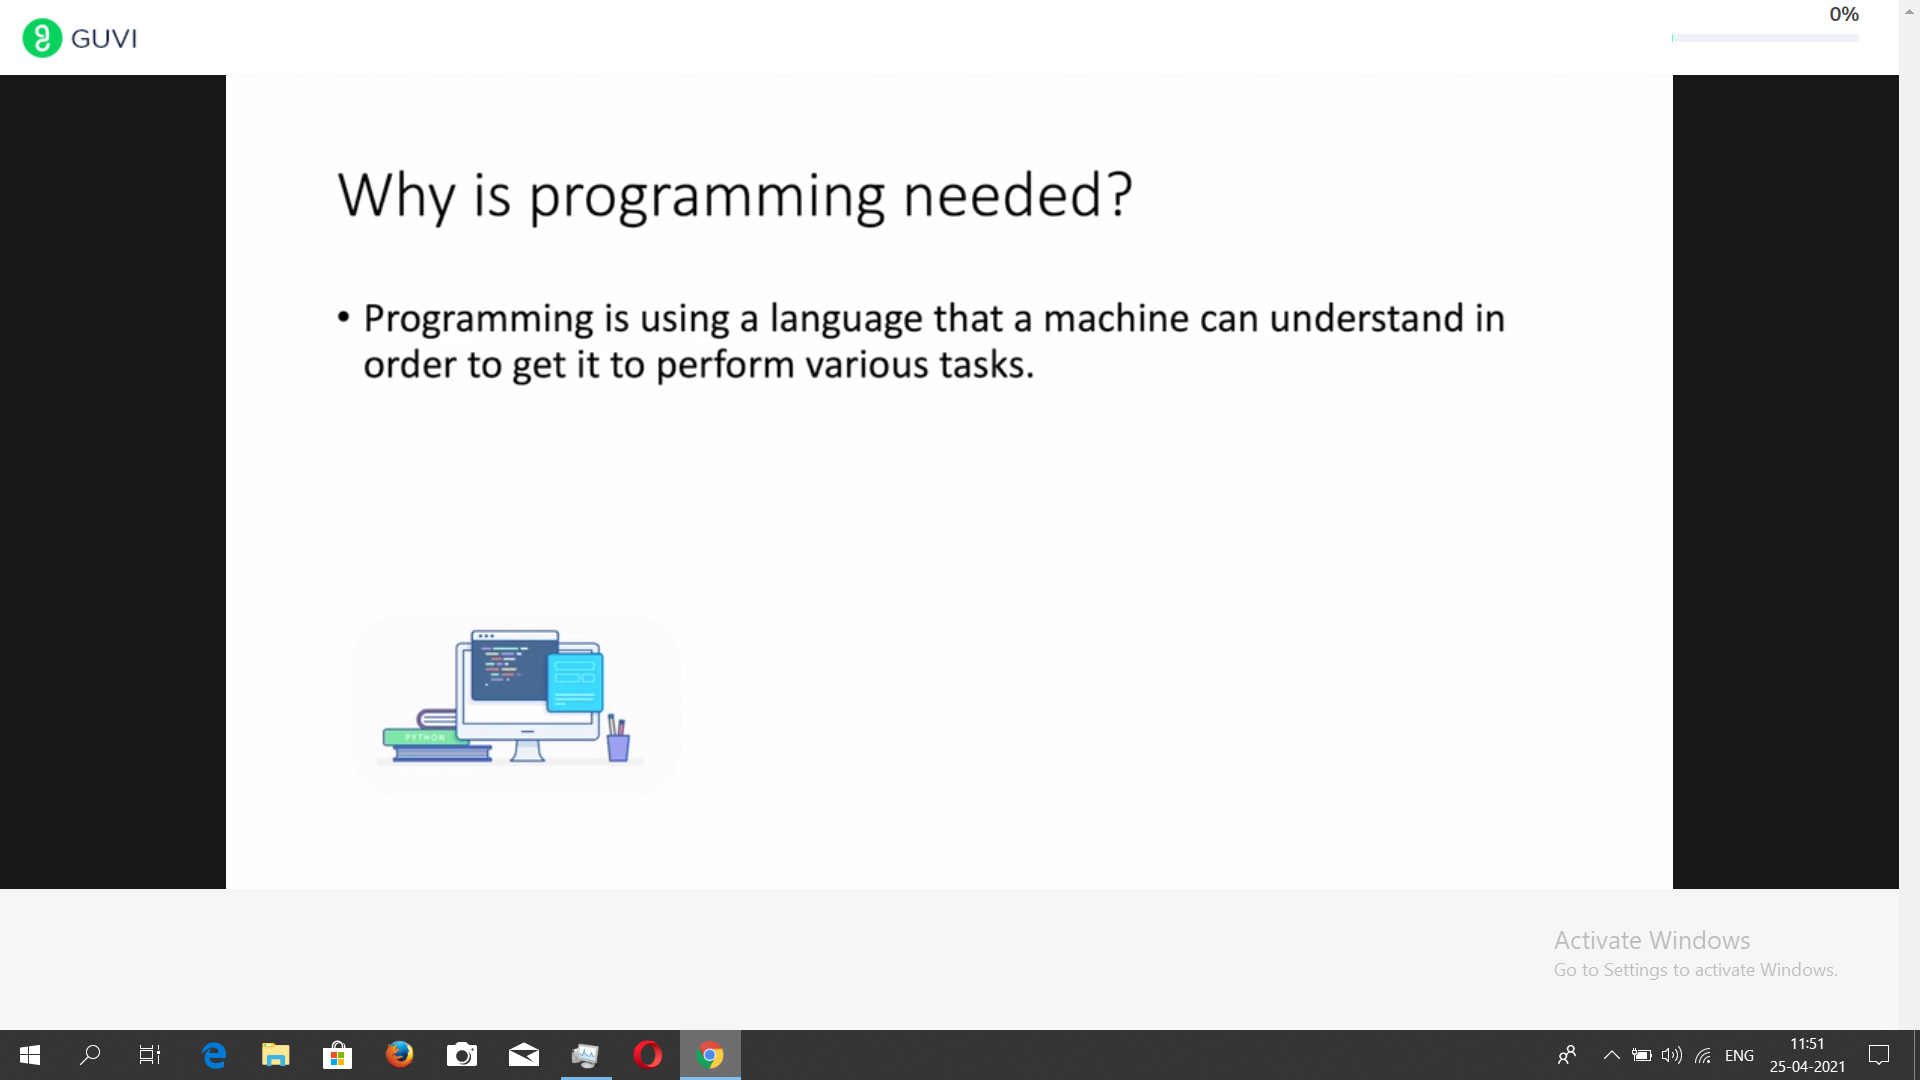 GUVI
0%
Why is programming needed?
• Programming is using a language that a machine can understand in
order to get it to perform various tasks.
PYTHON
Activate Windows
Go to Settings to activate Windows.
ENG
11:51
25-04-2021